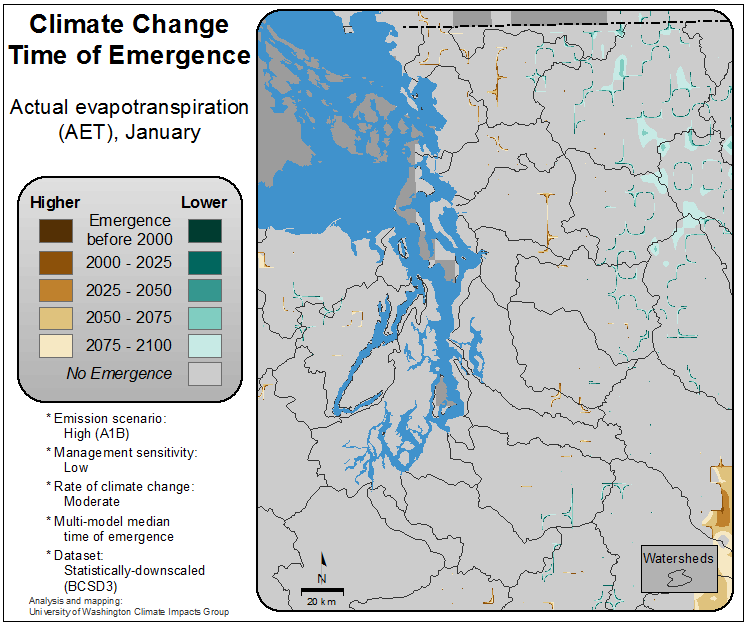 Climate Change
Time of Emergence
Actual evapotranspiration
(AET), January
Higher
Lower
Emergence
before 2000
2000 - 2025
2025 - 2050
2050 - 2075
2075 - 2100
No Emergence
* Emission scenario:
High (A1B)
* Management sensitivity:
Low
* Rate of climate change:
Moderate
* Multi-model median
time of emergence
* Dataset:
Statistically-downscaled
(BCSD3)
Analysis and mapping:
University of Washington Climate Impacts Group
N
20 km
Watersheds